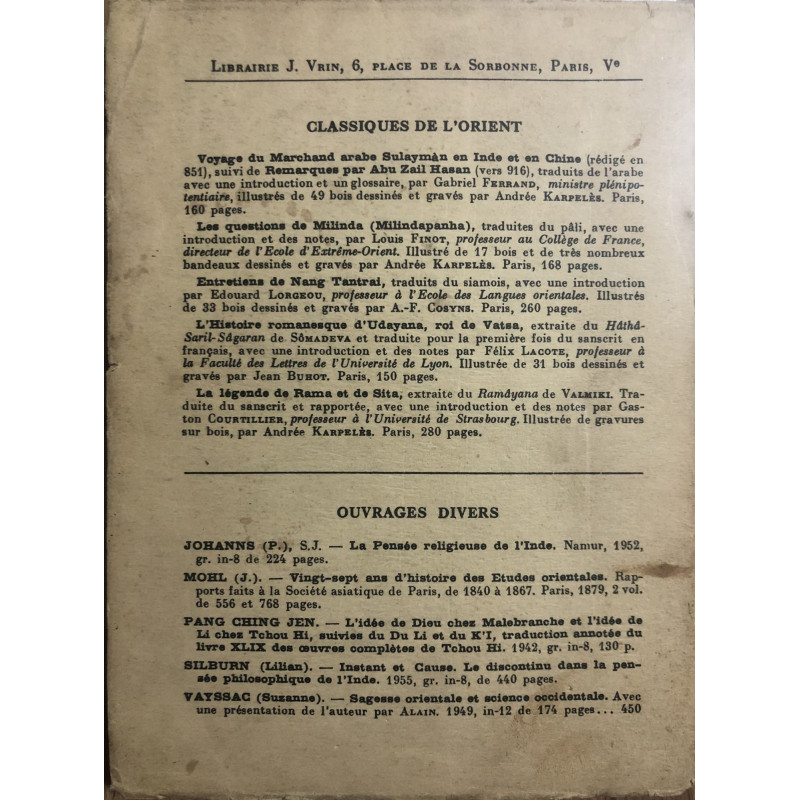 LIBRAIRIE J. VRIN, 6, PLACE DE LA SORBONNE, PARIS, Ve
CLASSIQUES DE L'ORIENT
Voyage du Marchand arabe Sulaymàn en Inde et en Chine (rédigé en
851), suivi de Remarques par Abu Zail Hasan (vers 916), traduits de l'arabe
avec une introduction et un glossaire, par Gabriel FERRAND, ministre plénipo-
tentiaire, illustrés de 49 bois dessinés et gravés par Andrée KARPELÈS. Paris,
160 pages.
Les questions de Milinda (Milindapanha), traduites du pâli, avec une
introduction et des notes, par Louis FINOT, professeur au Collège de France,
directeur de l'Ecole d'Extrême-Orient. Illustré de 17 bois et de très nombreux
bandeaux dessinés et gravés par Andrée KARPELÈS. Paris, 168 pages.
Entretiens de Nang Tantrai, traduits du siamois, avec une introduction
par Edouard LORGEOU, professeur à l'Ecole des Langues orientales. Illustrés
de 33 bois dessinés et gravés par A.-F. COSYNS. Paris, 260 pages.
L'Histoire romanesque d'Udayana, roi de Vatsa, extraite du Hâthâ-
Saril-Sâgaran de SÔMADEVA et traduite pour la première fois du sanscrit en
français, avec une introduction et des notes par Félix LACOTE, professeur à
la Faculté des Lettres de l'Université de Lyon. Illustrée de 31 bois dessinés et
gravés par Jean BUHOT. Paris, 150 pages.
La légende de Rama et de Sita, extraite du Ramâyana de VALMIKI. Tra-
duite du sanscrit et rapportée, avec une introduction et des notes par Gas-
ton COURTILLIER, professeur à l'Université de Strasbourg. Illustrée de gravures
sur bois, par Andrée KARPELÈS. Paris, 280 pages.
OUVRAGES DIVERS
JOHANNS (P.), S.J. — La Pensée religieuse de l'Inde. Namur, 1952,
gr. in-8 de 224 pages.
MOHL (J.). — Vingt-sept ans d'histoire des Etudes orientales. Rap-
ports faits à la Société asiatique de Paris, de 1840 à 1867. Paris, 1879, 2 vol.
de 556 et 768 pages.
PANG CHING JEN. — L'idée de Dieu chez Malebranche et l'idée de
Li chez Tchou Hi, suivies du Du Li et du K'I, traduction annotée du
livre XLIX des œuvres complètes de Tchou Hi. 1942, gr. in-8, 130 p.
SILBURN (Lilian). — Instant et Cause. Le discontinu dans la pen-
sée philosophique de l'Inde. 1955, gr. in-8, de 440 pages.
VAYSSAC (Suzanne). — Sagesse orientale et science occidentale. Avec
une présentation de l'auteur par ALAIN. 1949, in-12 de 174 pages... 450